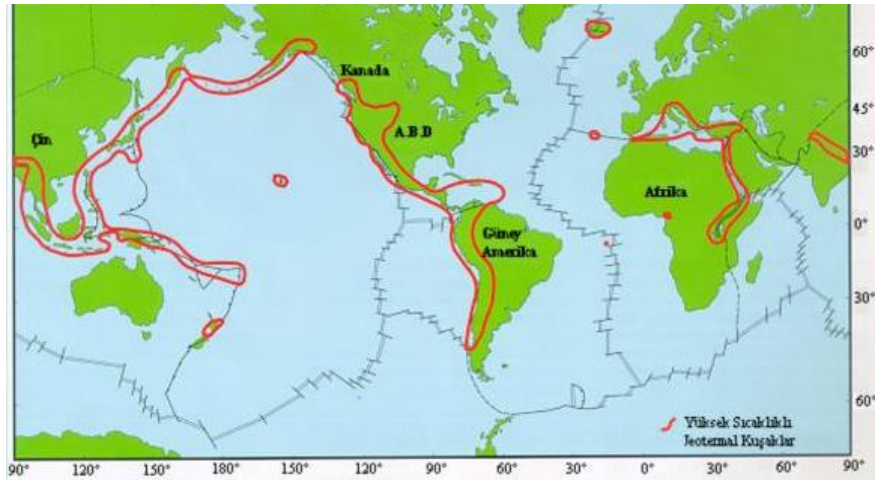 Kanada
60°
Çin
A.B.D
45°
30°
Afrika
0°
Güney
Amerika
30°
60°
Yüksek Sıcaklıklı
Jeotermal Kuşaklar
90° 120° 150° 180° 150° 120° 90° 60° 30° 0° 30° 60° 90°